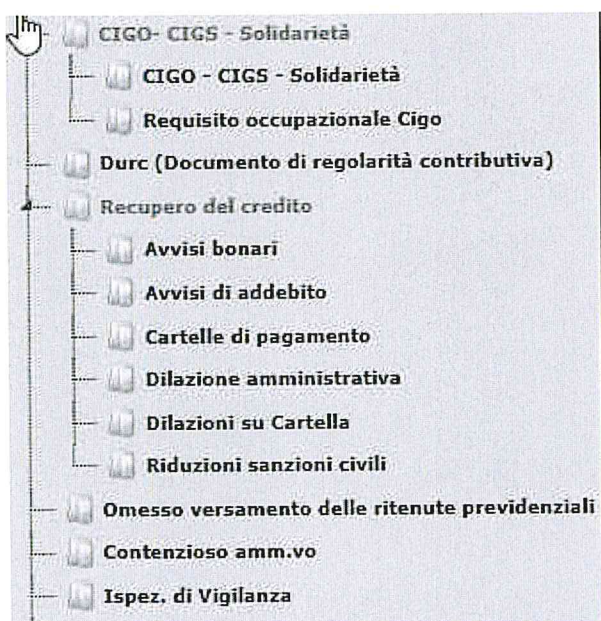 CIGO- CIGS - Solidarietà
CIGO - CIGS - Solidarietà
Requisito occupazionale Cigo
Durc (Documento di regolarità contributiva)
Recupero del credito
Avvisi bonari
Avvisi di addebito
Cartelle di pagamento
Dilazione amministrativa
Dilazioni su Cartella
Riduzioni sanzioni civili
Omesso versamento delle ritenute previdenziali
Contenzioso amm.vo
Ispez. di Vigilanza